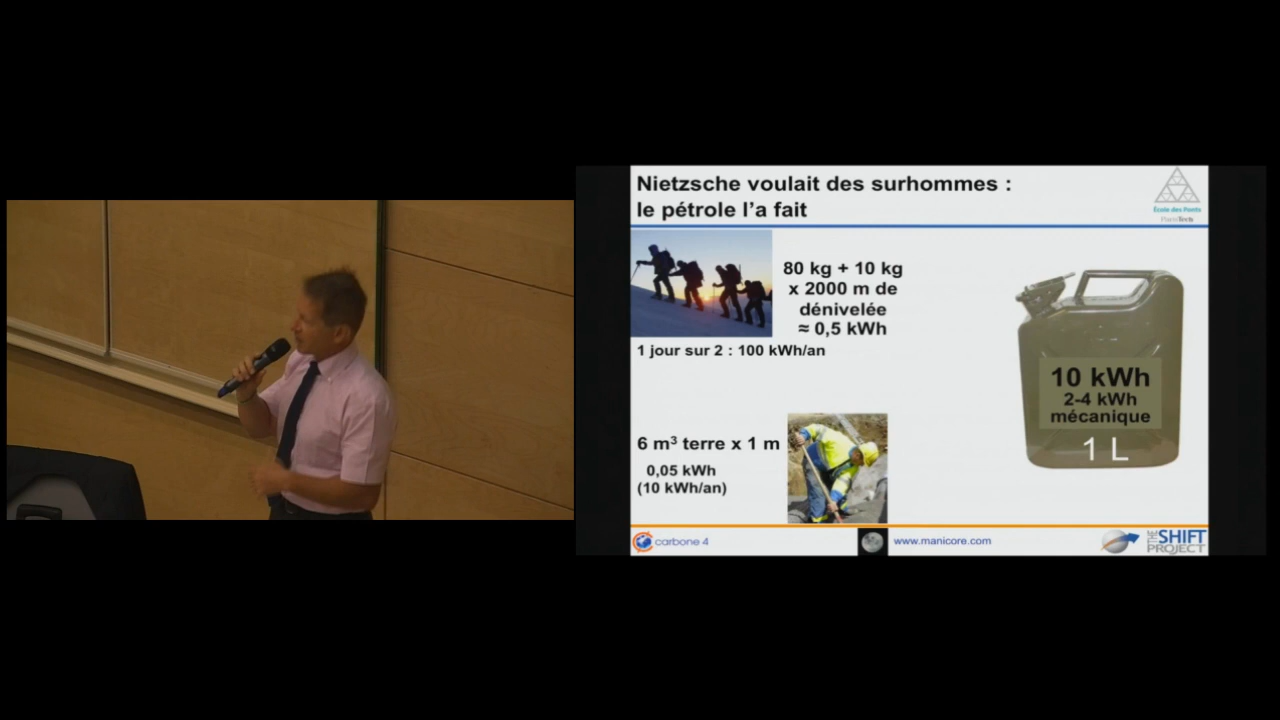 Nietzsche voulait des surhommes :
le pétrole l’a fait
École des Ponts
ParisTech
80 kg + 10 kg
x 2000 m de
dénivelée
≈ 0,5 kWh
1 jour sur 2 : 100 kWh/an
10 kWh
2-4 kWh
mécanique
1 L
6 m³ terre x 1 m
0,05 kWh
(10 kWh/an)
carbone 4
www.manicore.com
THE SHIFT
PROJECT